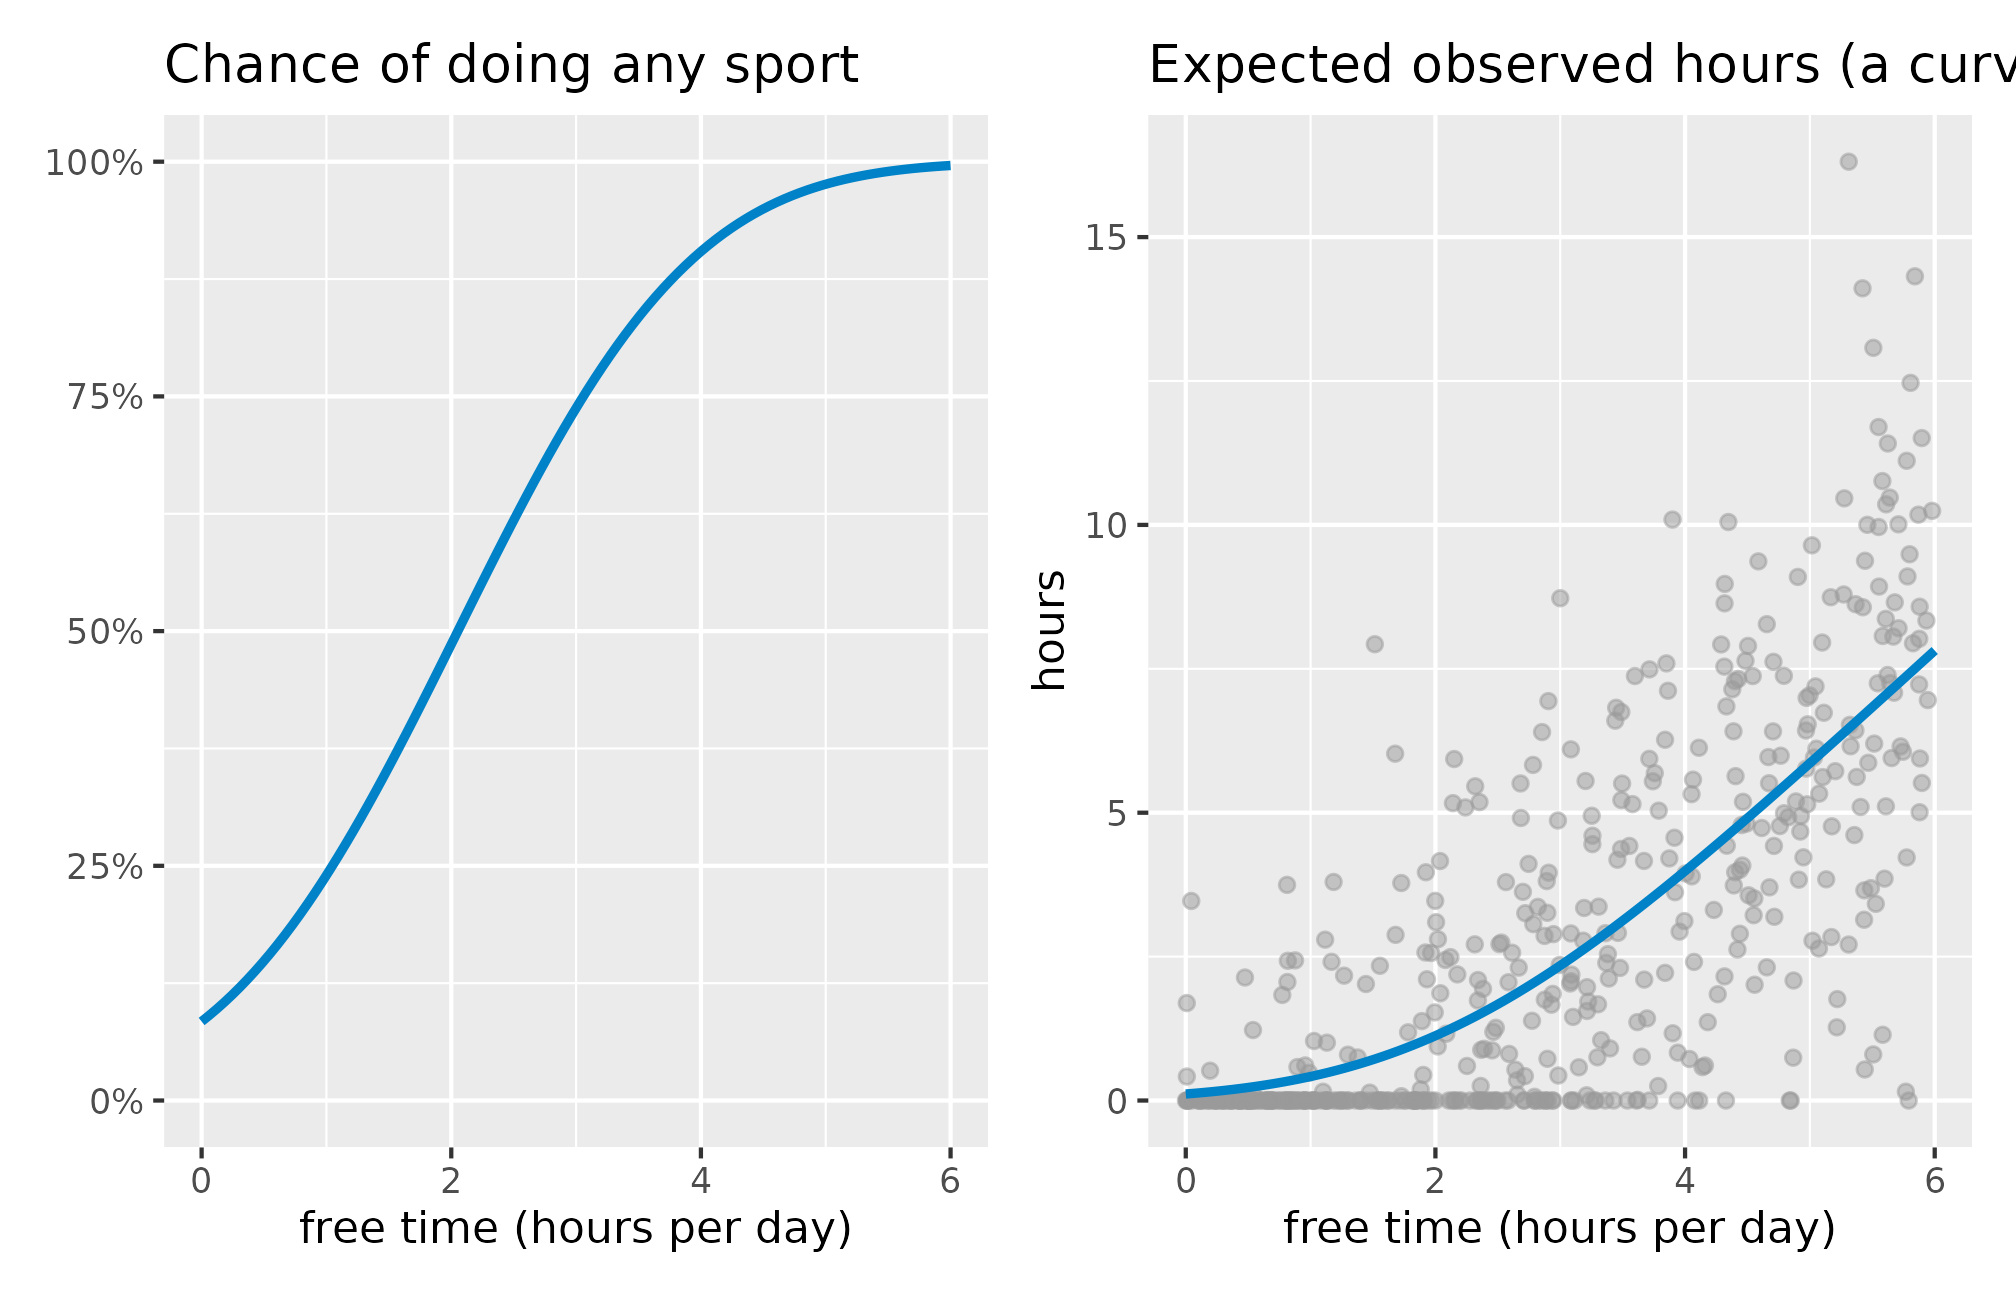 Chance of doing any sport
100%
75%
50%
25%
0%
0 2 4 6
free time (hours per day)
Expected observed hours (a curv
hours
15
10
5
0
0 2 4 6
free time (hours per day)